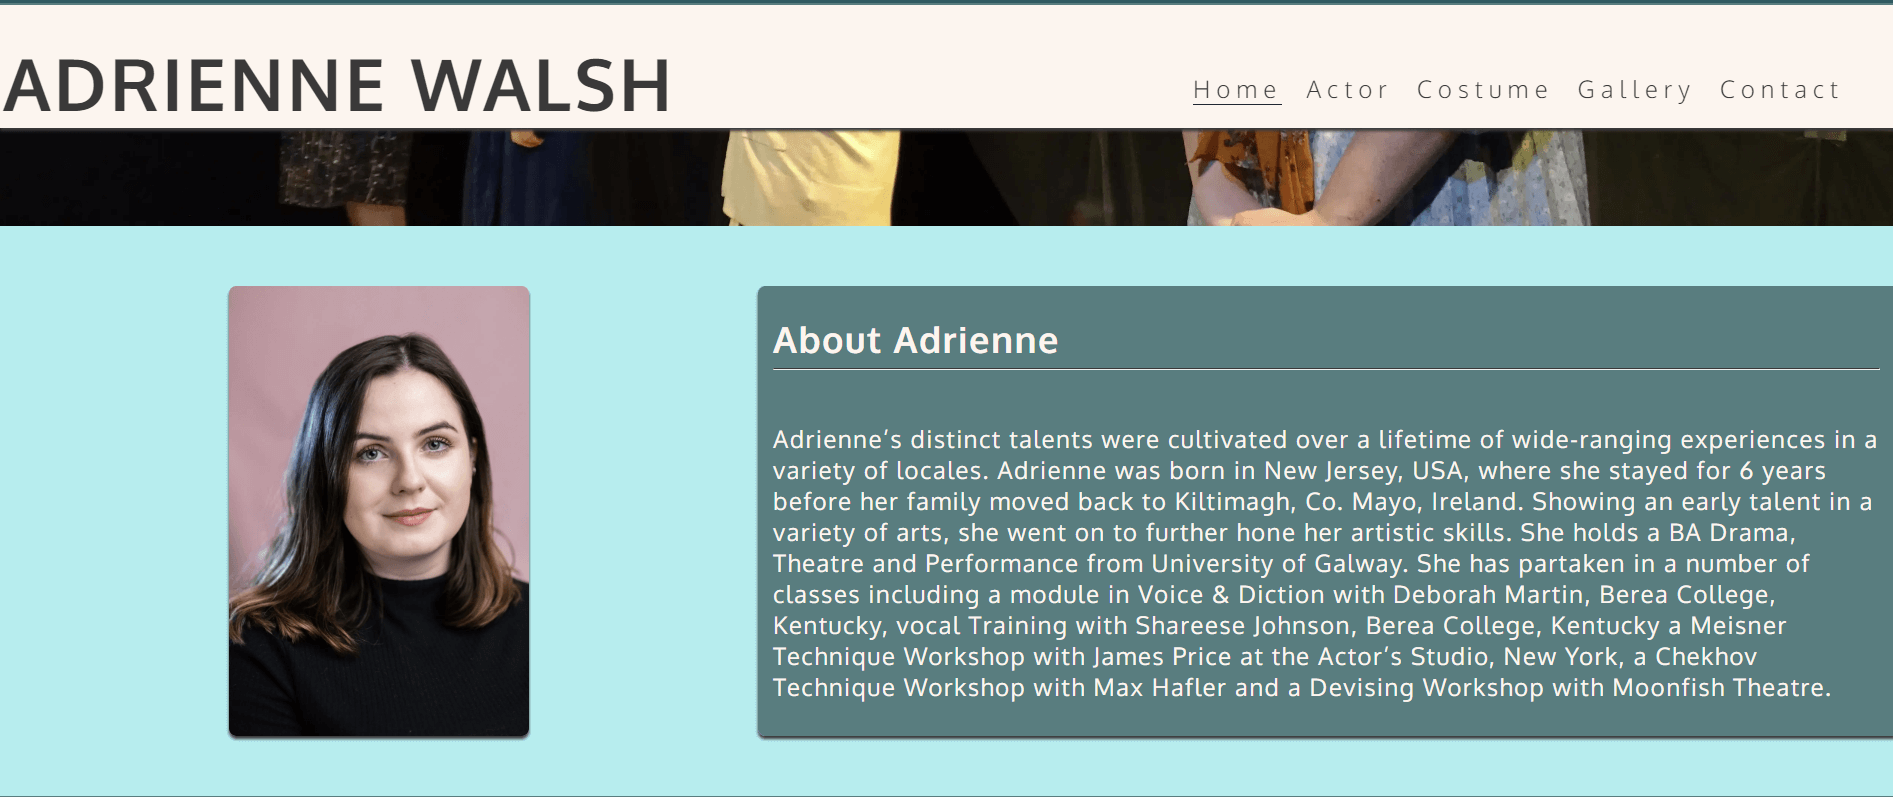 ADRIENNE WALSH
Home Actor Costume Gallery Contact
About Adrienne
Adrienne’s distinct talents were cultivated over a lifetime of wide-ranging experiences in a
variety of locales. Adrienne was born in New Jersey, USA, where she stayed for 6 years
before her family moved back to Kiltimagh, Co. Mayo, Ireland. Showing an early talent in a
variety of arts, she went on to further hone her artistic skills. She holds a BA Drama,
Theatre and Performance from University of Galway. She has partaken in a number of
classes including a module in Voice & Diction with Deborah Martin, Berea College,
Kentucky, vocal Training with Shareese Johnson, Berea College, Kentucky a Meisner
Technique Workshop with James Price at the Actor’s Studio, New York, a Chekhov
Technique Workshop with Max Hafler and a Devising Workshop with Moonfish Theatre.